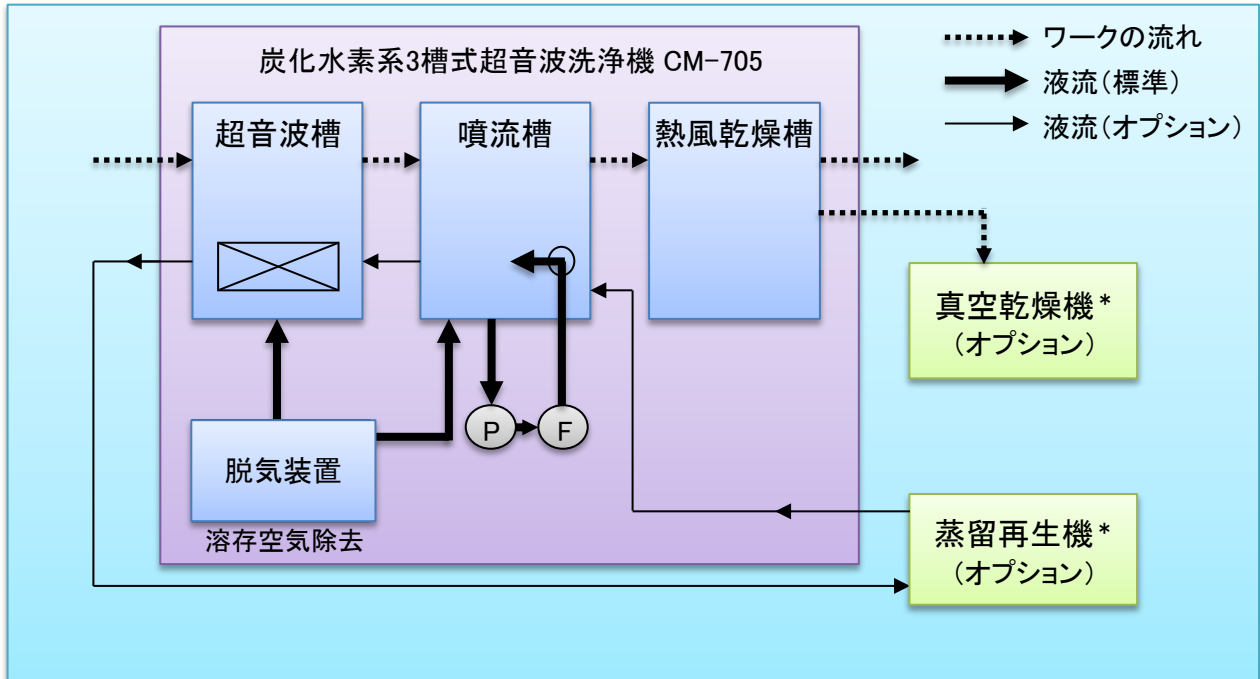 炭化水素系3槽式超音波洗浄機 CM-705
ワークの流れ
液流(標準)
液流(オプション)
超音波槽
噴流槽
熱風乾燥槽
真空乾燥機*
(オプション)
P
F
脱気装置
溶存空気除去
蒸留再生機*
(オプション)